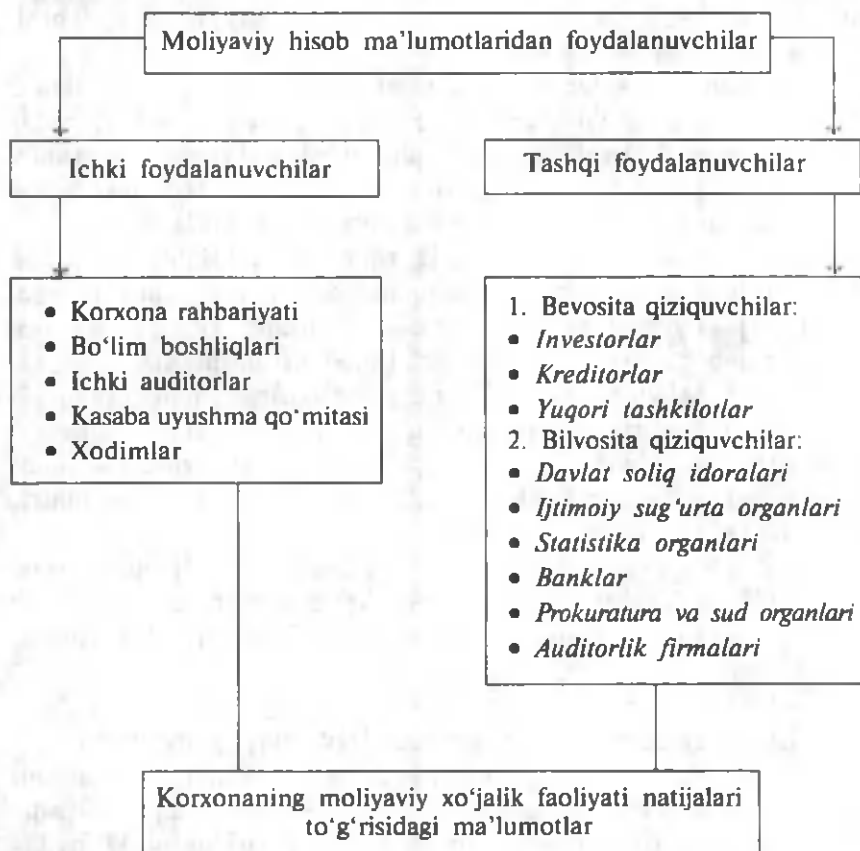 Moliyaviy hisob ma'lumotlaridan foydalanuvchilar
Ichki foydalanuvchilar
Tashqi foydalanuvchilar
• Korxona rahbariyati
• Bo‘lim boshliqlari
• Ichki auditorlar
• Kasaba uyushma qo‘mitasi
• Xodimlar
1. Bevosita qiziquvchilar:
• Investorlar
• Kreditorlar
• Yuqori tashkilotlar
2. Bilvosita qiziquvchilar:
• Davlat soliq idoralari
• Ijtimoiy sug‘urta organlari
• Statistika organlari
• Banklar
• Prokuratura va sud organlari
• Auditorlik firmalari
Korxonaning moliyaviy xo‘jalik faoliyati natijalari
to‘g‘risidagi ma'lumotlar